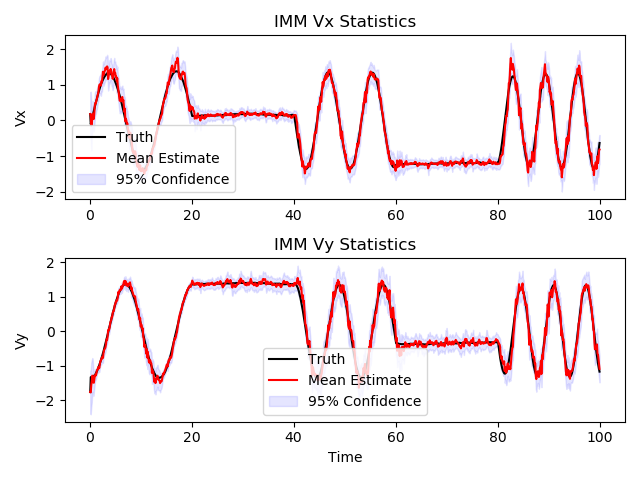 IMM Vx Statistics
2
1
0
−1
−2
Vx
Truth
Mean Estimate
95% Confidence
0 20 40 60 80 100
IMM Vy Statistics
2
1
0
−1
−2
Vy
Truth
Mean Estimate
95% Confidence
0 20 40 60 80 100
Time